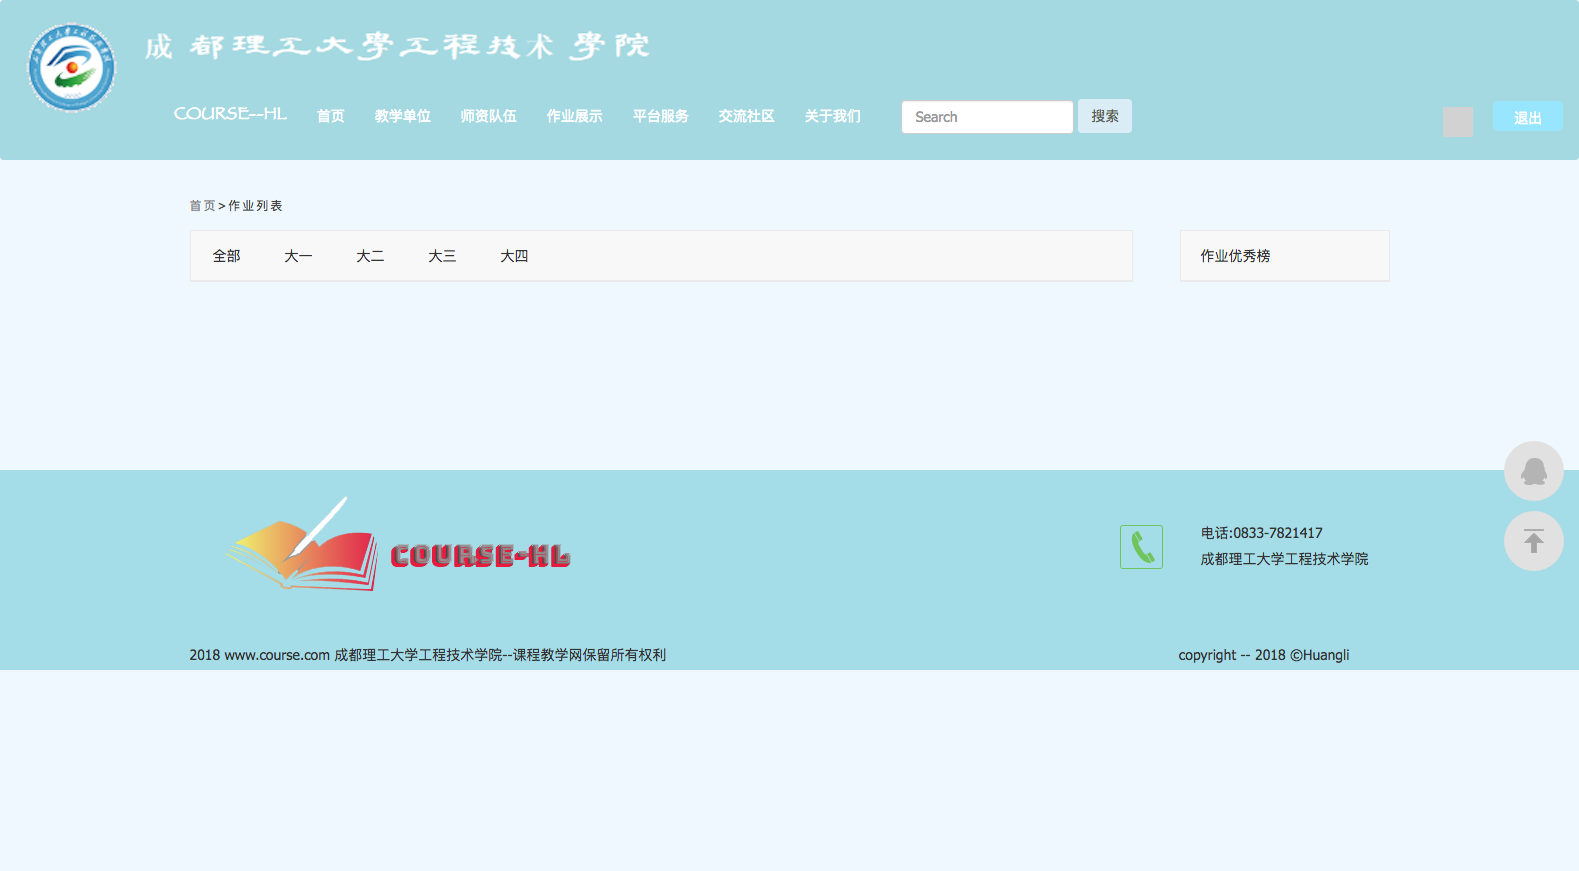 成都理工大學工程技术學院
COURSE--HL 首页 教学单位 师资队伍 作业展示 平台服务 交流社区 关于我们 Search 搜索 退出
首页>作业列表
全部 大一 大二 大三 大四 作业优秀榜
COURSE-HL
电话:0833-7821417
成都理工大学工程技术学院
2018 www.course.com 成都理工大学工程技术学院--课程教学网保留所有权利 copyright -- 2018 ©Huangli